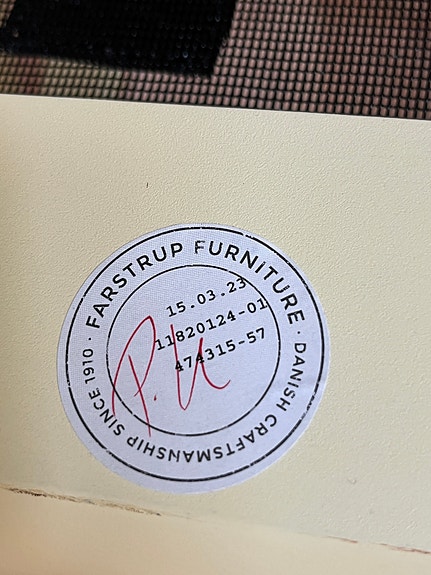 FARSTRUP FURNITURE
15.03.23
11820124-01
474315-57
P.U
· DANISH CRAFTSMANSHIP SINCE 1910 ·